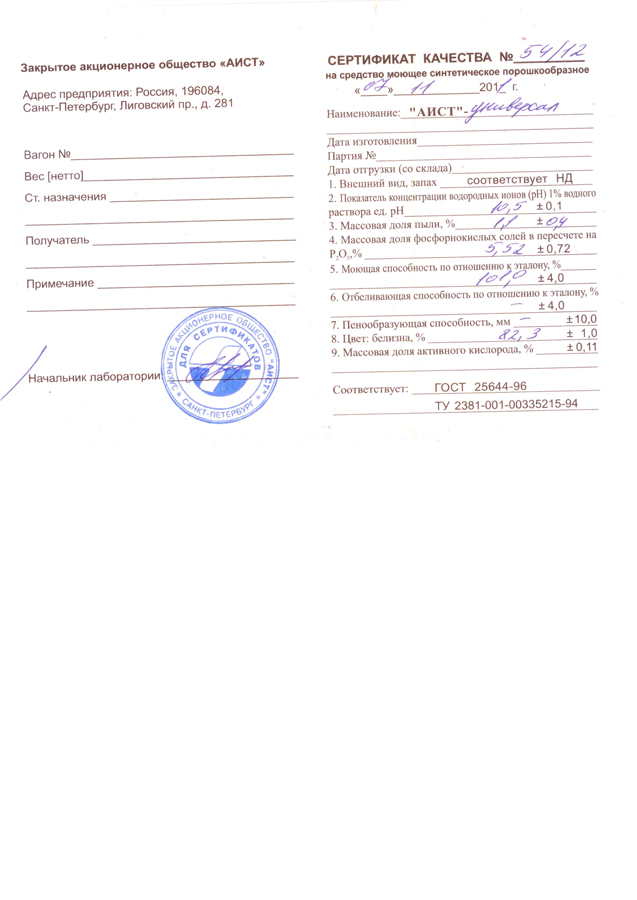 Закрытое акционерное общество «АИСТ»
Адрес предприятия: Россия, 196084,
Санкт-Петербург, Лиговский пр., д. 281
Вагон №
Вес [нетто]
Ст. назначения
Получатель
Примечание
Начальник лаборатории
ЗАКРЫТОЕ АКЦИОНЕРНОЕ ОБЩЕСТВО "АИСТ"
* САНКТ-ПЕТЕРБУРГ *
ДЛЯ СЕРТИФИКАТОВ
СЕРТИФИКАТ КАЧЕСТВА № 54/12
на средство моющее синтетическое порошкообразное
«07» 11 2011 г.
Наименование: "АИСТ"-универсал
Дата изготовления
Партия №
Дата отгрузки (со склада)
1. Внешний вид, запах соответствует НД
2. Показатель концентрации водородных ионов (рН) 1% водного
раствора ед. рН 10,5 ± 0,1
3. Массовая доля пыли, % 1,1 ± 0,4
4. Массовая доля фосфорнокислых солей в пересчете на
P₂O₅,% 5,52 ± 0,72
5. Моющая способность по отношению к эталону, %
101,0 ± 4,0
6. Отбеливающая способность по отношению к эталону, %
— ± 4,0
7. Пенообразующая способность, мм — ± 10,0
8. Цвет: белизна, % 82,3 ± 1,0
9. Массовая доля активного кислорода, % ± 0,11
Соответствует: ГОСТ 25644-96
ТУ 2381-001-00335215-94